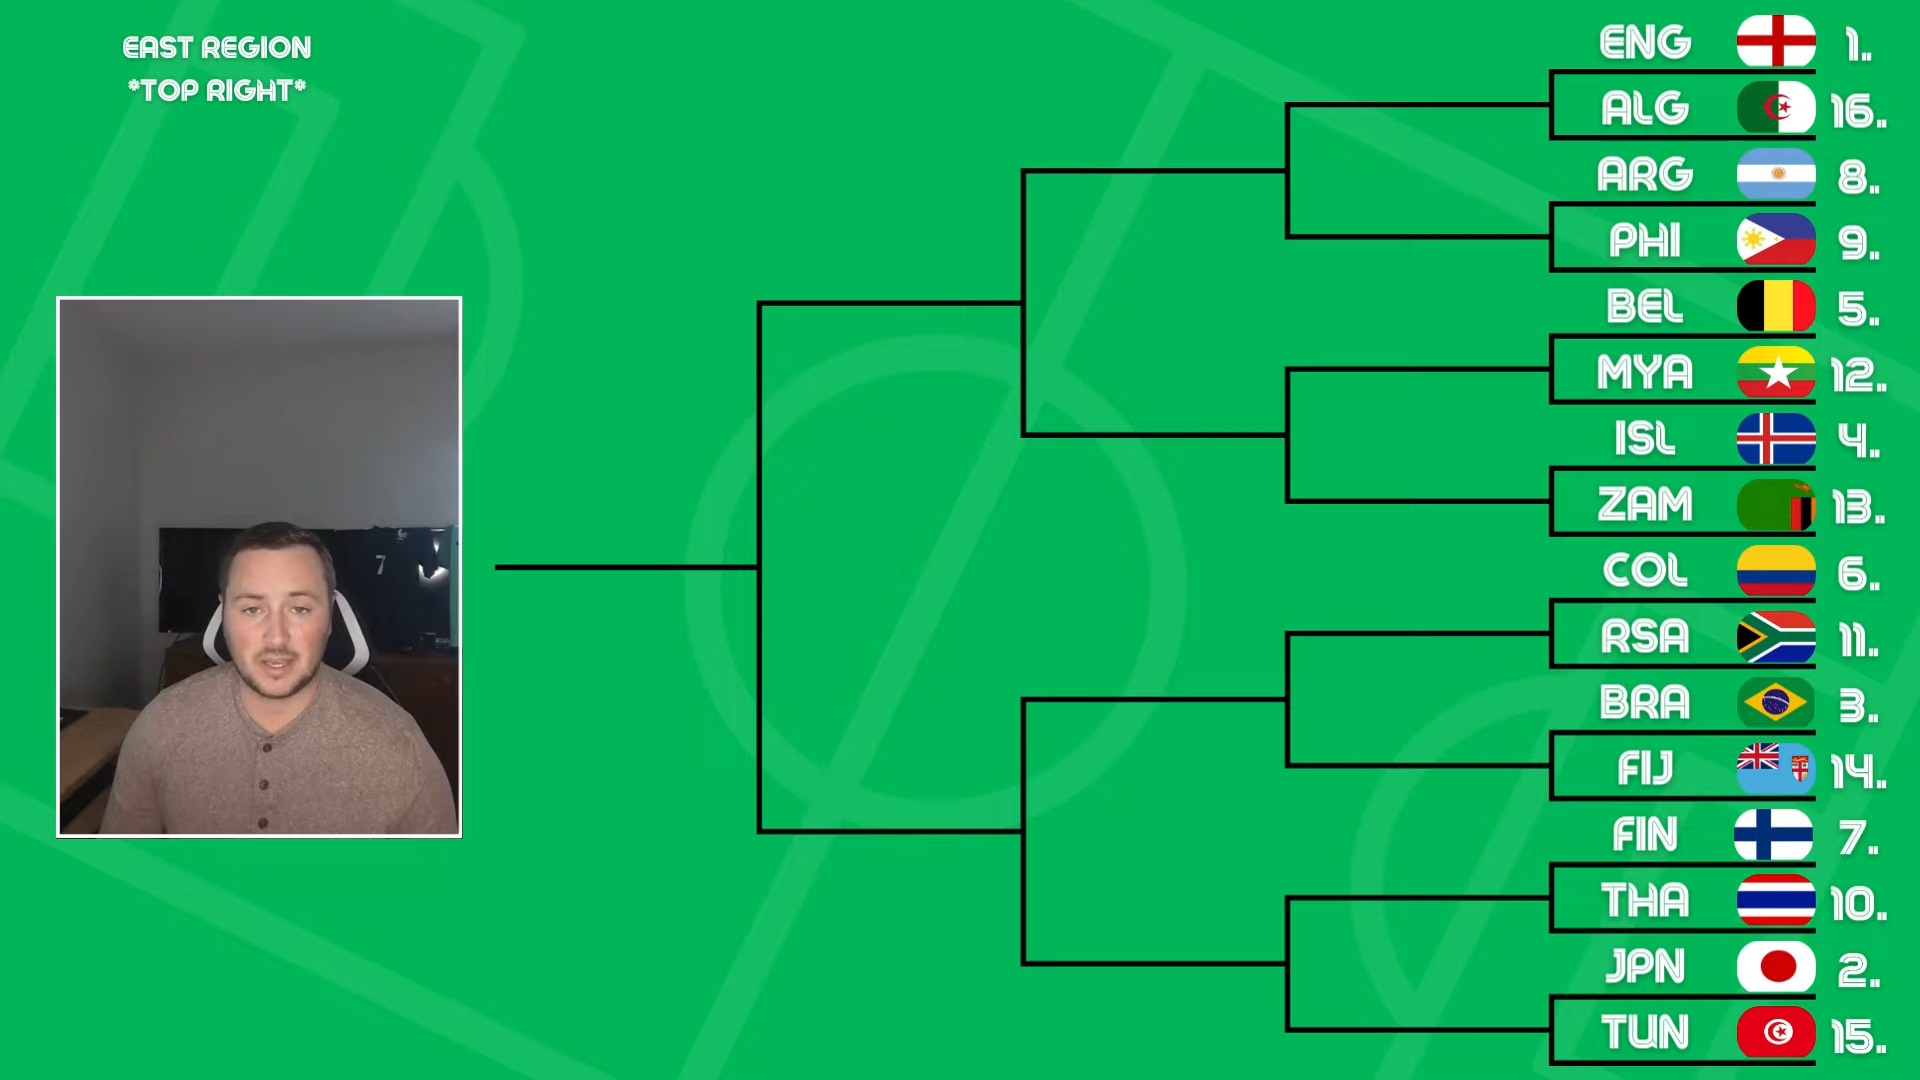 EAST REGION
*TOP RIGHT*
ENG 1.
ALG 16.
ARG 8.
PHI 9.
BEL 5.
MYA 12.
ISL 4.
ZAM 13.
COL 6.
RSA 11.
BRA 3.
FIJ 14.
FIN 7.
THA 10.
JPN 2.
TUN 15.
7